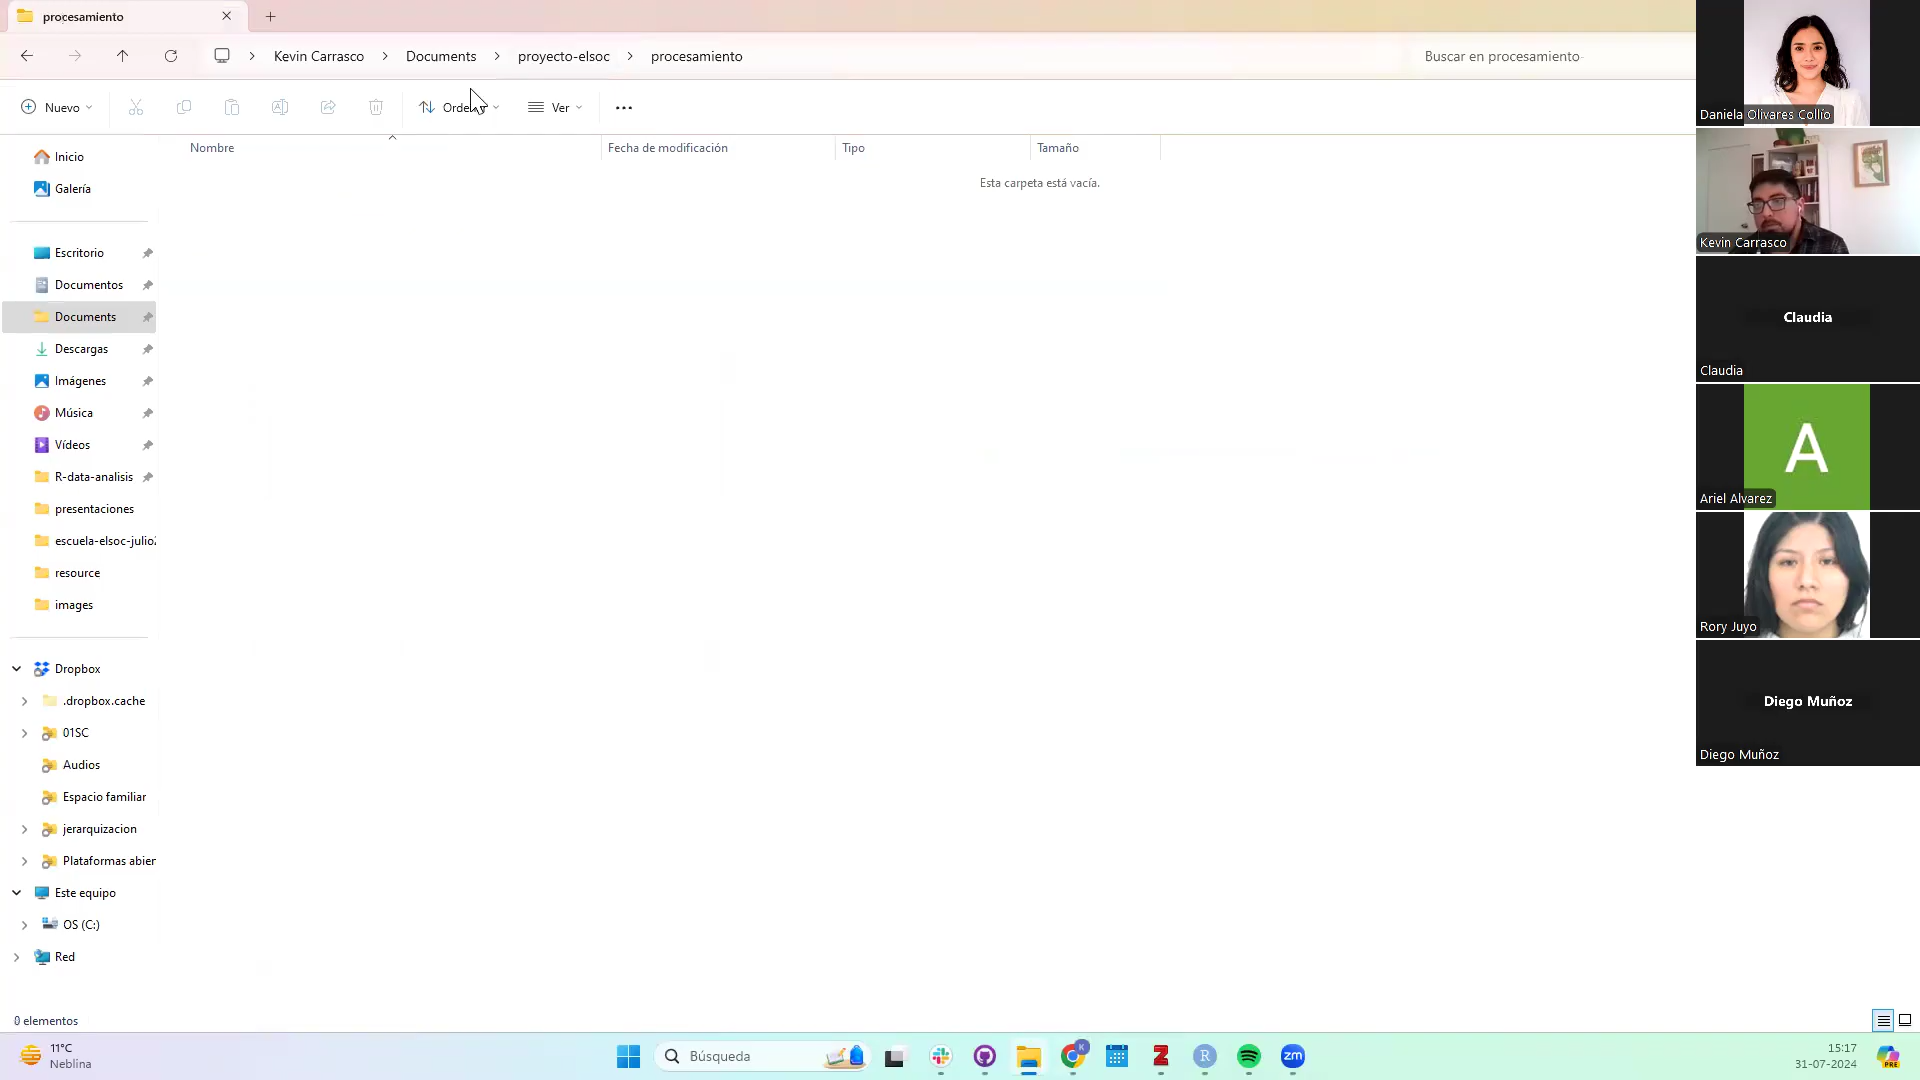 procesamiento
Kevin Carrasco > Documents > proyecto-elsoc > procesamiento
Buscar en procesamiento
Nuevo
Ver
Nombre
Fecha de modificación
Tipo
Tamaño
Esta carpeta está vacía.
Inicio
Galería
Escritorio
Documentos
Documents
Descargas
Imágenes
Música
Vídeos
R-data-analisis
presentaciones
escuela-elsoc-julio2
resource
images
Dropbox
.dropbox.cache
01SC
Audios
Espacio familiar
jerarquizacion
Plataformas abier
Este equipo
OS (C:)
Red
0 elementos
Daniela Olivares Collío
Kevin Carrasco
Claudia
Claudia
A
Ariel Alvarez
Rory Juyo
Diego Muñoz
Diego Muñoz
11°C
Neblina
Búsqueda
K
Z
R
zm
15:17
31-07-2024
PRE